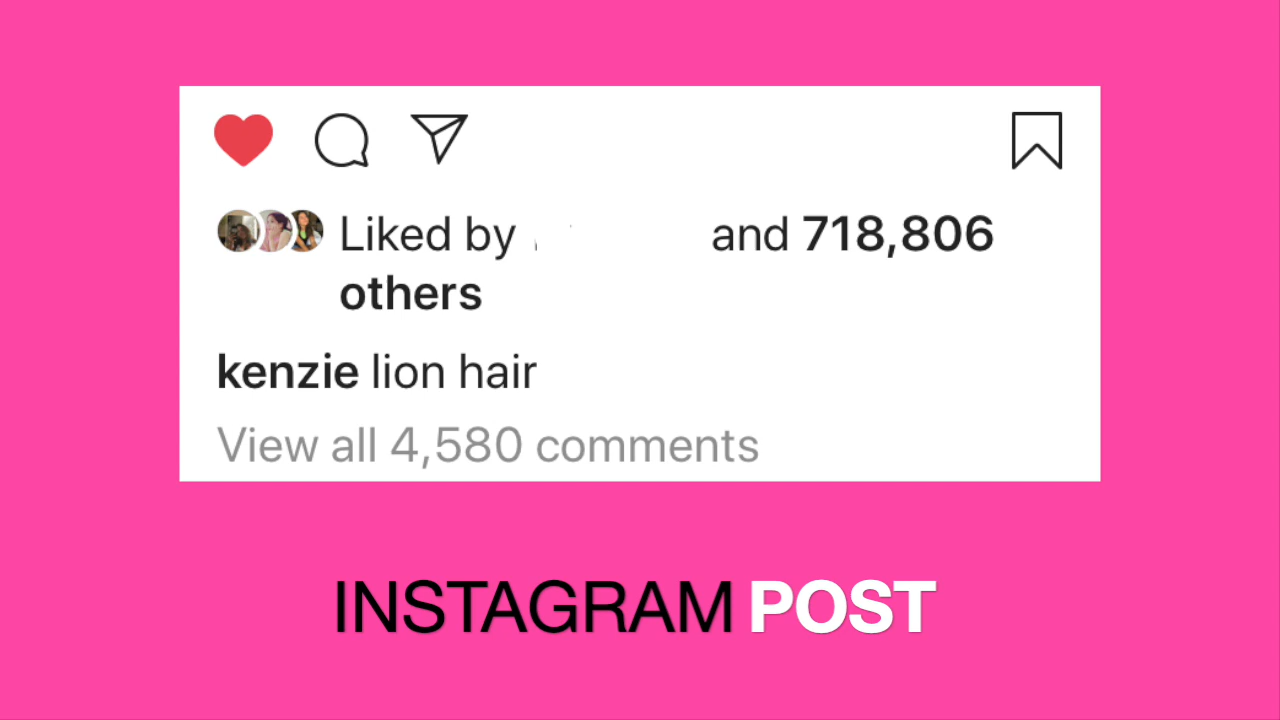 Liked by and 718,806
others
kenzie lion hair
View all 4,580 comments
INSTAGRAM POST